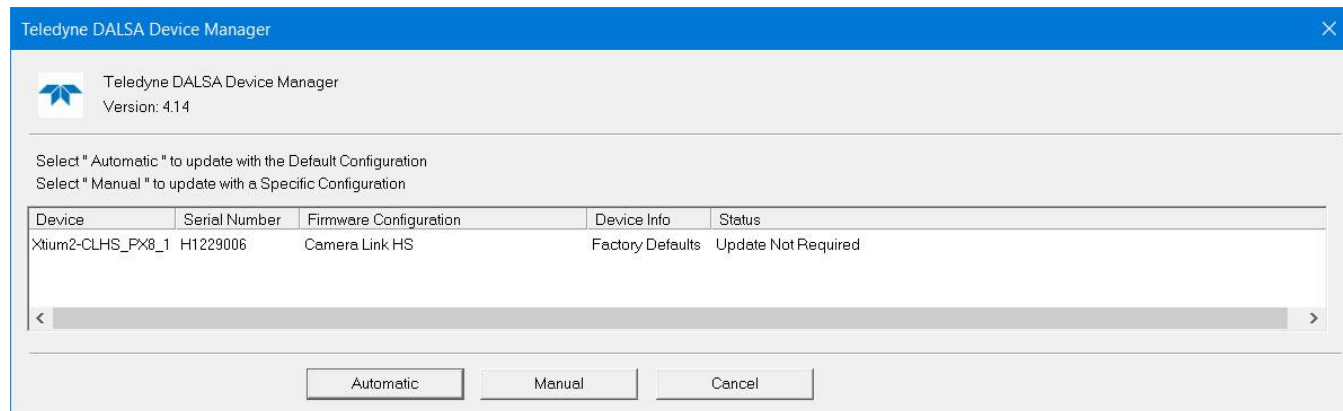 Teledyne DALSA Device Manager
Teledyne DALSA Device Manager
Version: 4.14
Select " Automatic " to update with the Default Configuration
Select " Manual " to update with a Specific Configuration
Device Serial Number Firmware Configuration Device Info Status
Xtium2-CLHS_PX8_1 H1229006 Camera Link HS Factory Defaults Update Not Required
Automatic Manual Cancel